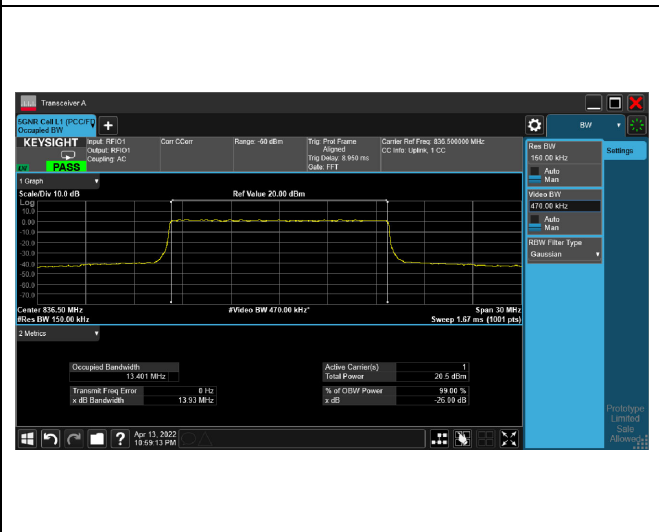 Transceiver A
5GNR Cell L1 (PCC/FD
Occupied BW
+
BW
KEYSIGHT
PASS
Input: RFIO1
Output: RFIO1
Coupling: AC
Corr CCorr
Range: -60 dBm
Trig: Prof Frame
Aligned
Trig Delay: 8.950 ms
Gate: FFT
Carrier Ref Freq: 836.500000 MHz
CC Info: Uplink, 1 CC
Res BW
Auto
Man
Video BW
470.00 kHz
Auto
Man
RBW Filter Type
Gaussian
Settings
1 Graph
Scale/Div 10.0 dB
Ref Value 20.00 dBm
Log
10.0
0.00
-10.0
-20.0
-30.0
-40.0
-50.0
-60.0
-70.0
Center 836.50 MHz
#Video BW 470.00 kHz*
Span 30 MHz
#Res BW 150.00 kHz
Sweep 1.67 ms (1001 pts)
2 Metrics
Occupied Bandwidth
13.401 MHz
Transmit Freq Error 0 Hz
x dB Bandwidth 13.93 MHz
Active Carrier(s) 1
Total Power 20.5 dBm
% of OBW Power 99.00 %
x dB -26.00 dB
Prototype
Limited
Sale
Allowed
?
Apr 13, 2022
10:59:13 PM